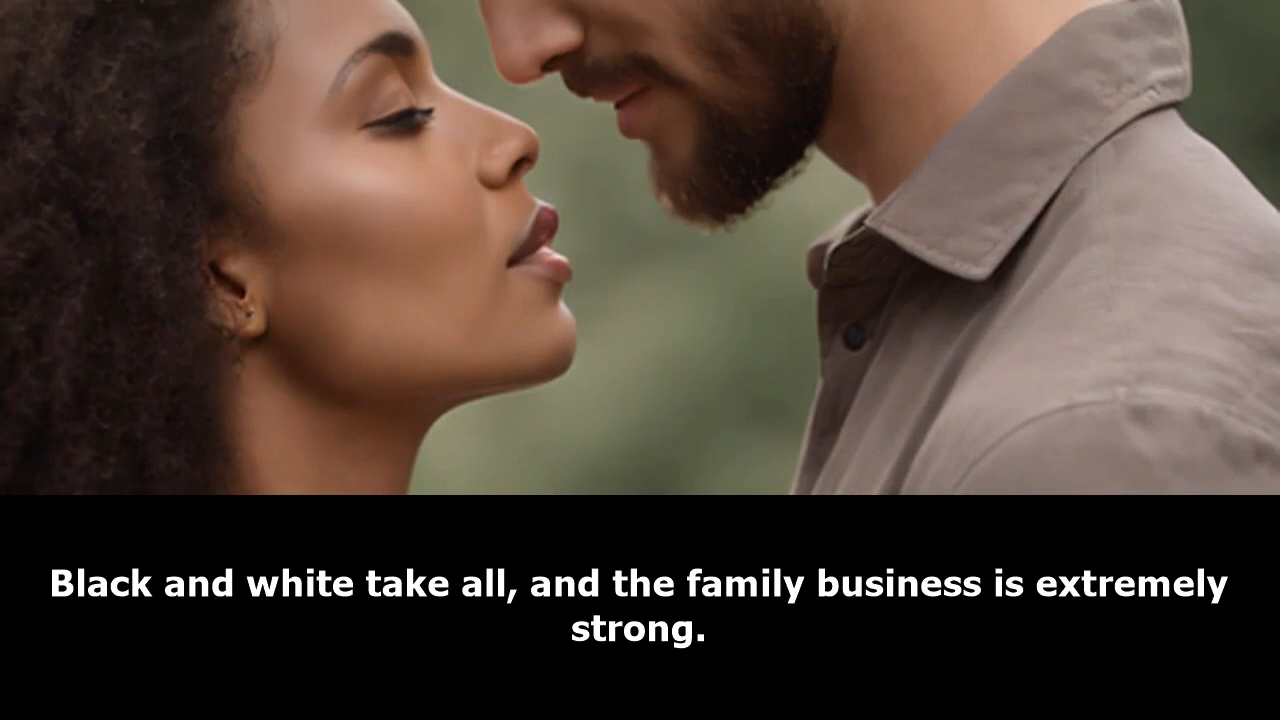 Black and white take all, and the family business is extremely
strong.